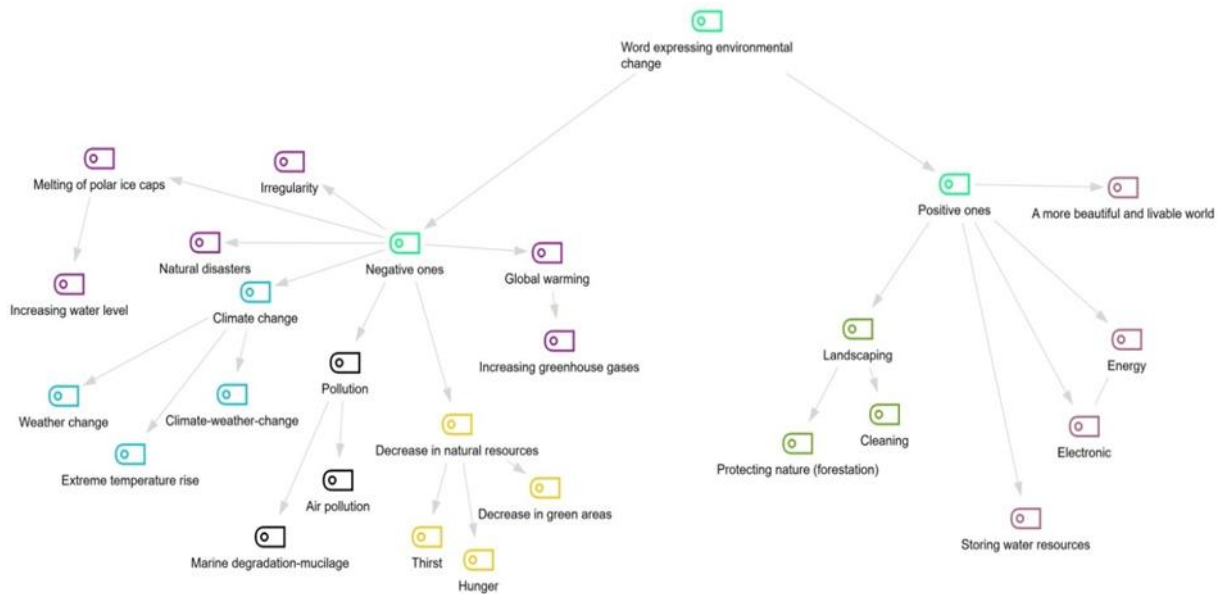 Word expressing environmental
change
Melting of polar ice caps
Irregularity
Positive ones
A more beautiful and livable world
Natural disasters
Negative ones
Global warming
Increasing water level
Climate change
Landscaping
Energy
Pollution
Increasing greenhouse gases
Weather change
Climate-weather-change
Cleaning
Decrease in natural resources
Electronic
Protecting nature (forestation)
Extreme temperature rise
Air pollution
Decrease in green areas
Storing water resources
Marine degradation-mucilage
Thirst
Hunger